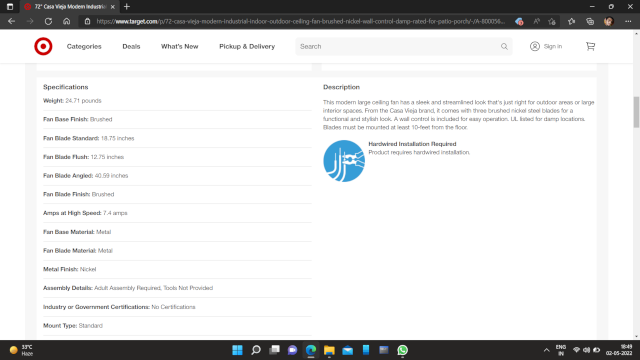 72" Casa Vieja Modern Industri
https://www.target.com/p/72-casa-vieja-modern-industrial-indoor-outdoor-ceiling-fan-brushed-nickel-wall-control-damp-rated-for-patio-porch/-/A-800056...
Categories
Deals
What's New
Pickup & Delivery
Search
Sign in
Specifications
Weight: 24.71 pounds
Fan Base Finish: Brushed
Fan Blade Standard: 18.75 inches
Fan Blade Flush: 12.75 inches
Fan Blade Angled: 40.59 inches
Fan Blade Finish: Brushed
Amps at High Speed: 7.4 amps
Fan Base Material: Metal
Fan Blade Material: Metal
Metal Finish: Nickel
Assembly Details: Adult Assembly Required, Tools Not Provided
Industry or Government Certifications: No Certifications
Mount Type: Standard
Description
This modern large ceiling fan has a sleek and streamlined look that's just right for outdoor areas or large
interior spaces. From the Casa Vieja brand, it comes with three brushed nickel steel blades for a
functional and stylish look. A wall control is included for easy operation. UL listed for damp locations.
Blades must be mounted at least 10-feet from the floor.
Hardwired Installation Required
Product requires hardwired installation.
33°C
Haze
ENG
IN
18:49
02-05-2022